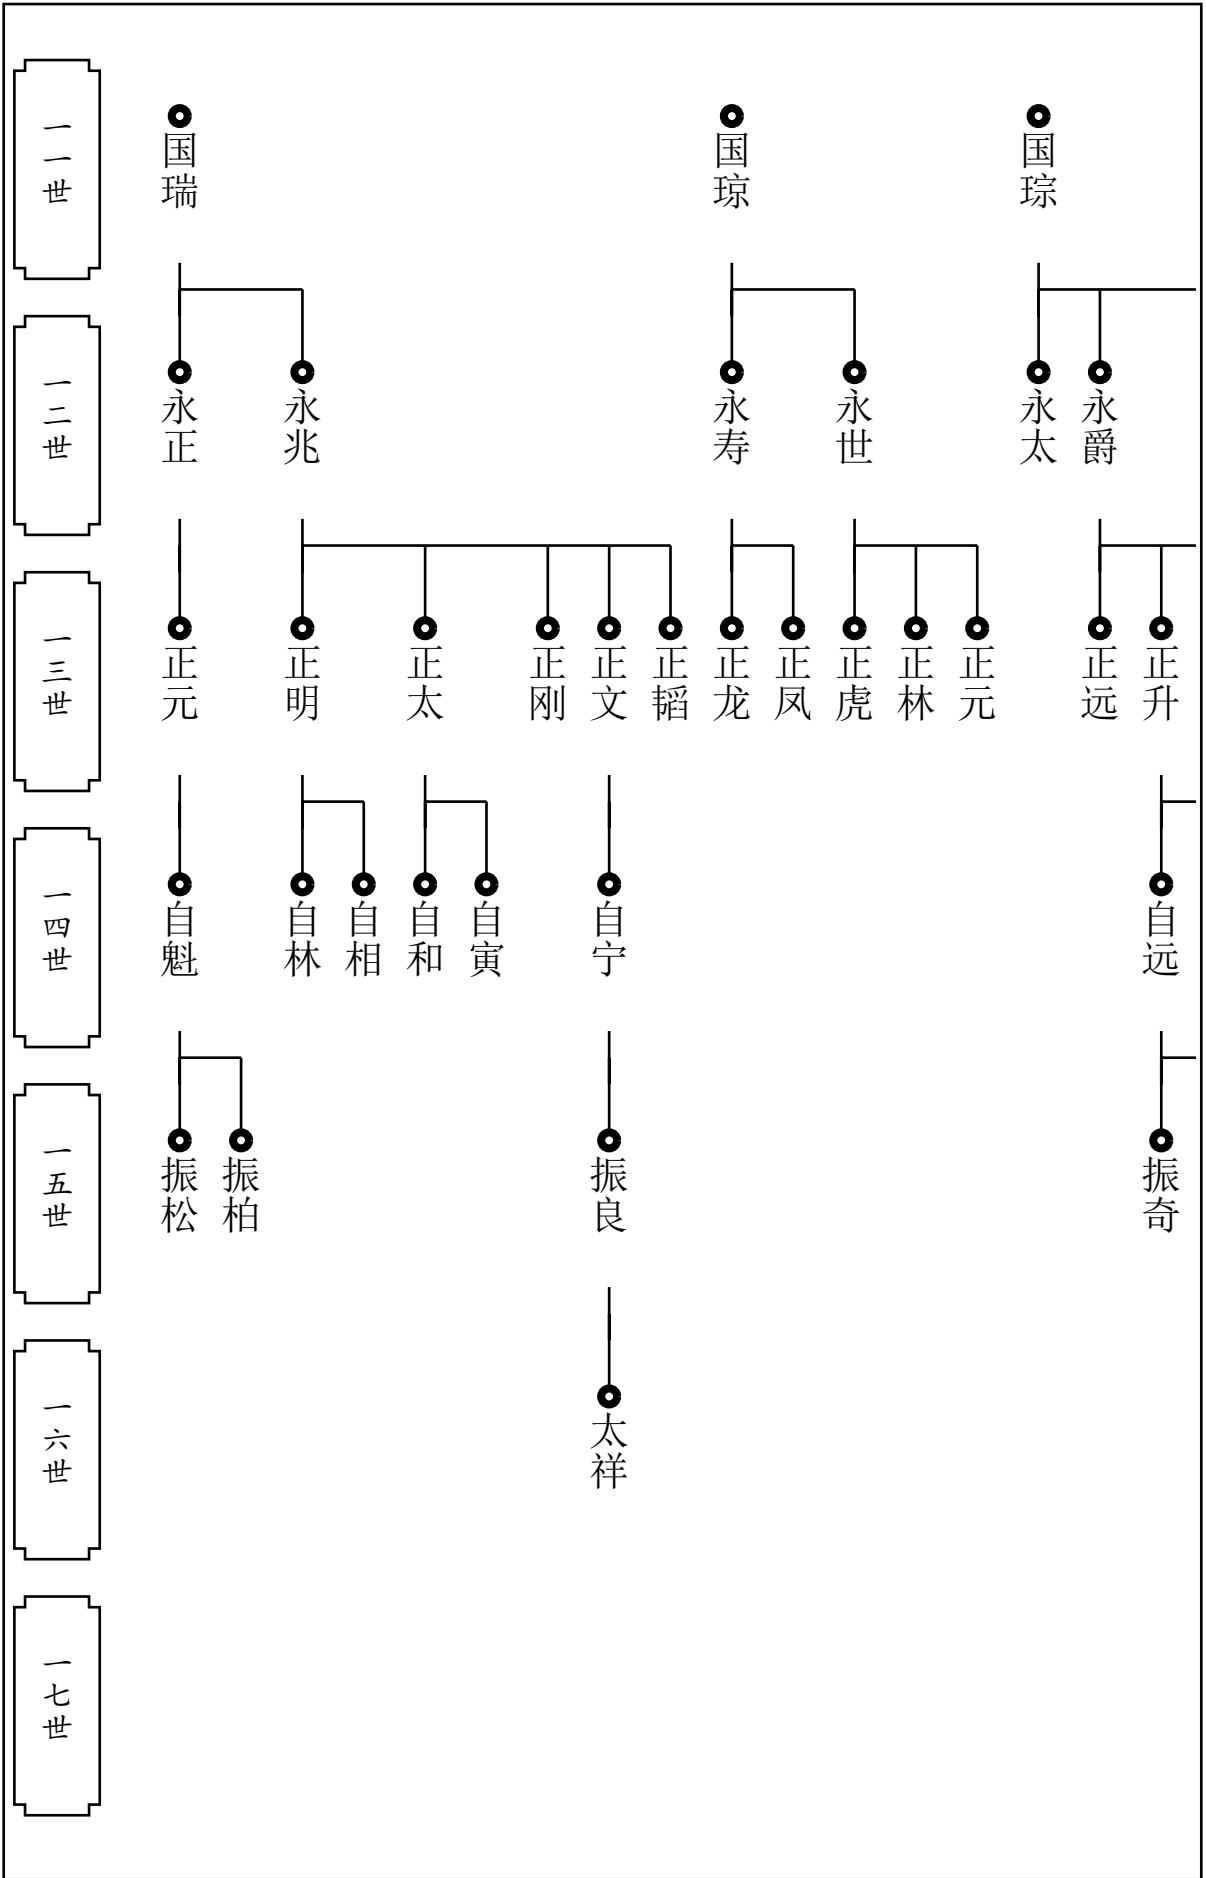 一一世
国瑞
国琼
国琮
一二世
永正
永兆
永寿
永世
永太
永爵
一三世
正元
正明
正太
正刚
正文
正韬
正龙
正凤
正虎
正林
正元
正远
正升
一四世
自魁
自林
自相
自和
自寅
自宁
自远
一五世
振松
振柏
振良
振奇
一六世
太祥
一七世